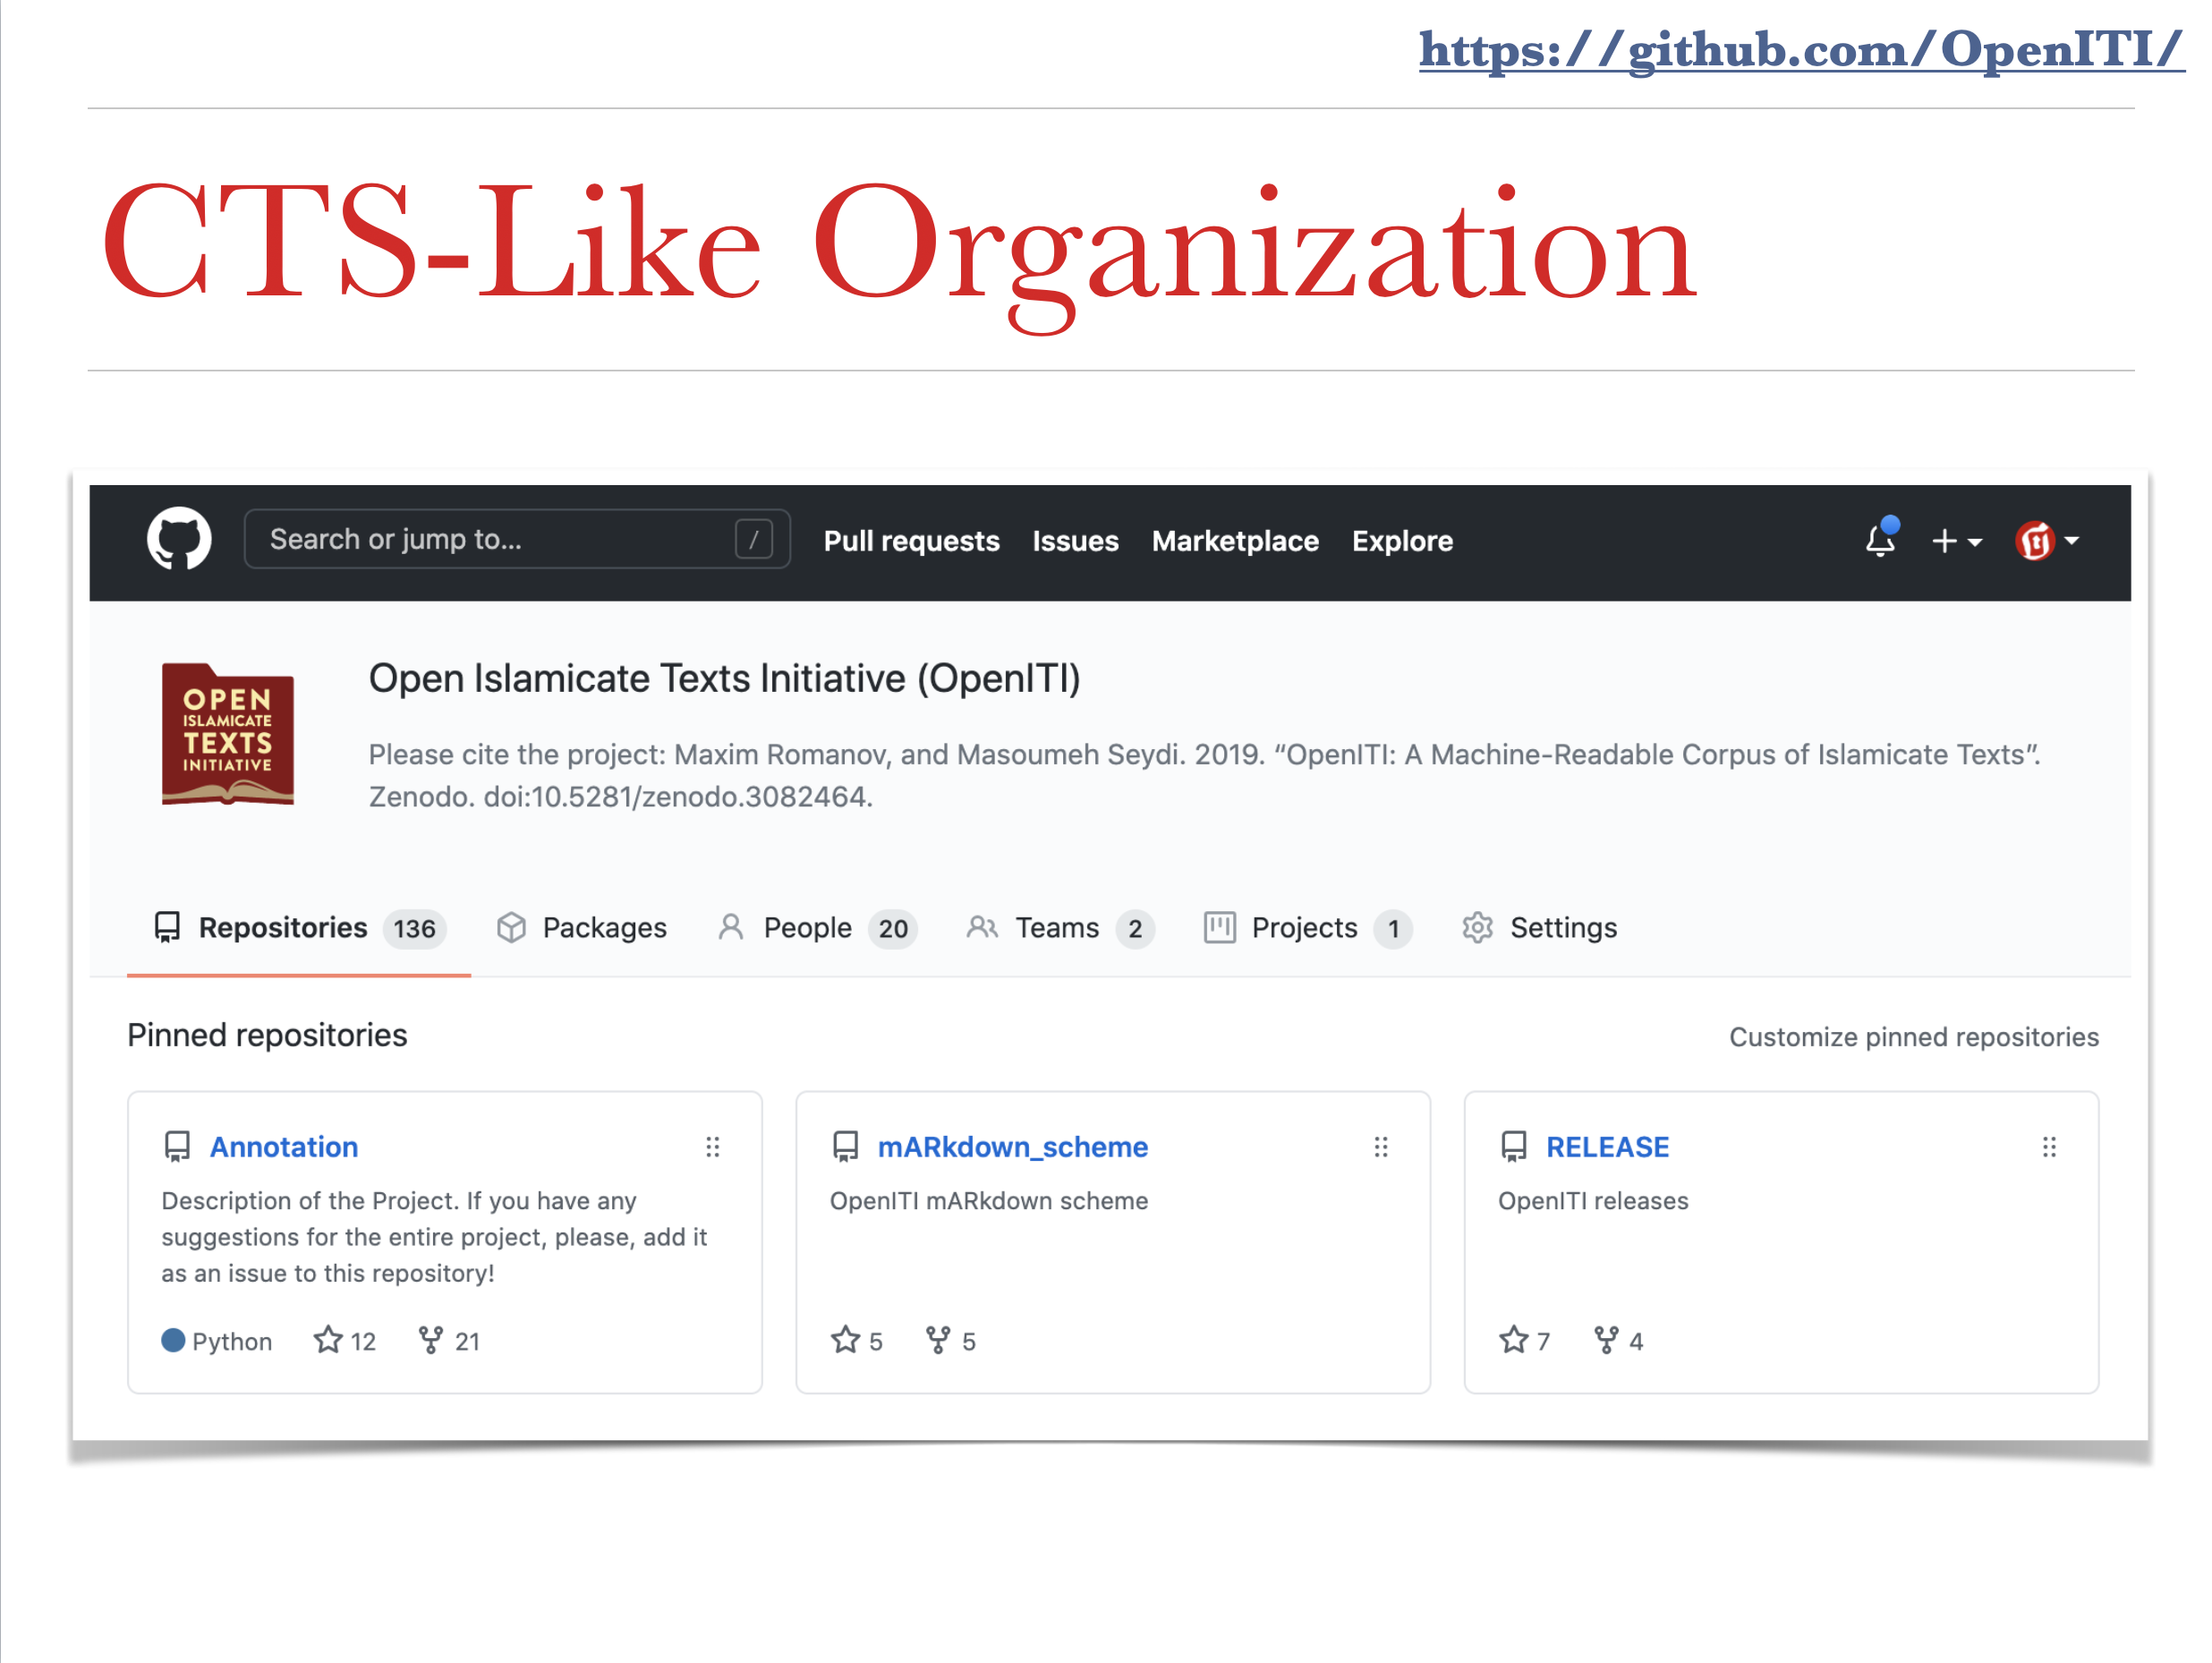 https://github.com/OpenITI/
CTS-Like Organization
Search or jump to... /
Pull requests Issues Marketplace Explore
OPEN
ISLAMICATE
TEXTS
INITIATIVE
Open Islamicate Texts Initiative (OpenITI)
Please cite the project: Maxim Romanov, and Masoumeh Seydi. 2019. “OpenITI: A Machine-Readable Corpus of Islamicate Texts”.
Zenodo. doi:10.5281/zenodo.3082464.
Repositories 136 Packages People 20 Teams 2 Projects 1 Settings
Pinned repositories
Customize pinned repositories
Annotation
Description of the Project. If you have any
suggestions for the entire project, please, add it
as an issue to this repository!
Python 12 21
mARkdown_scheme
OpenITI mARkdown scheme
5 5
RELEASE
OpenITI releases
7 4